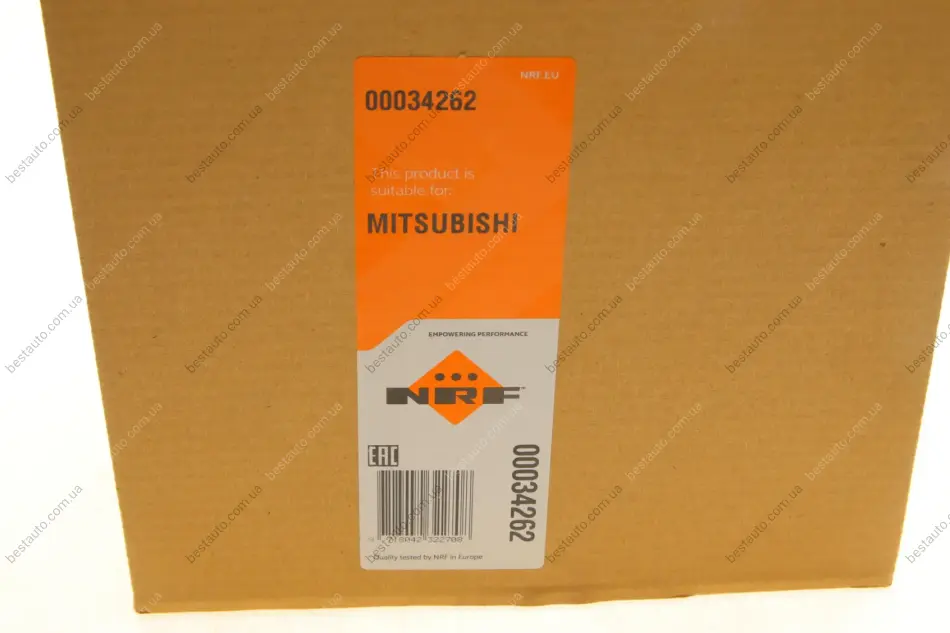 NRF.EU
00034262
This product is
suitable for:
MITSUBISHI
EMPOWERING PERFORMANCE
NRF
EAC
00034262
Quality tested by NRF in Europe
bestauto.com.ua